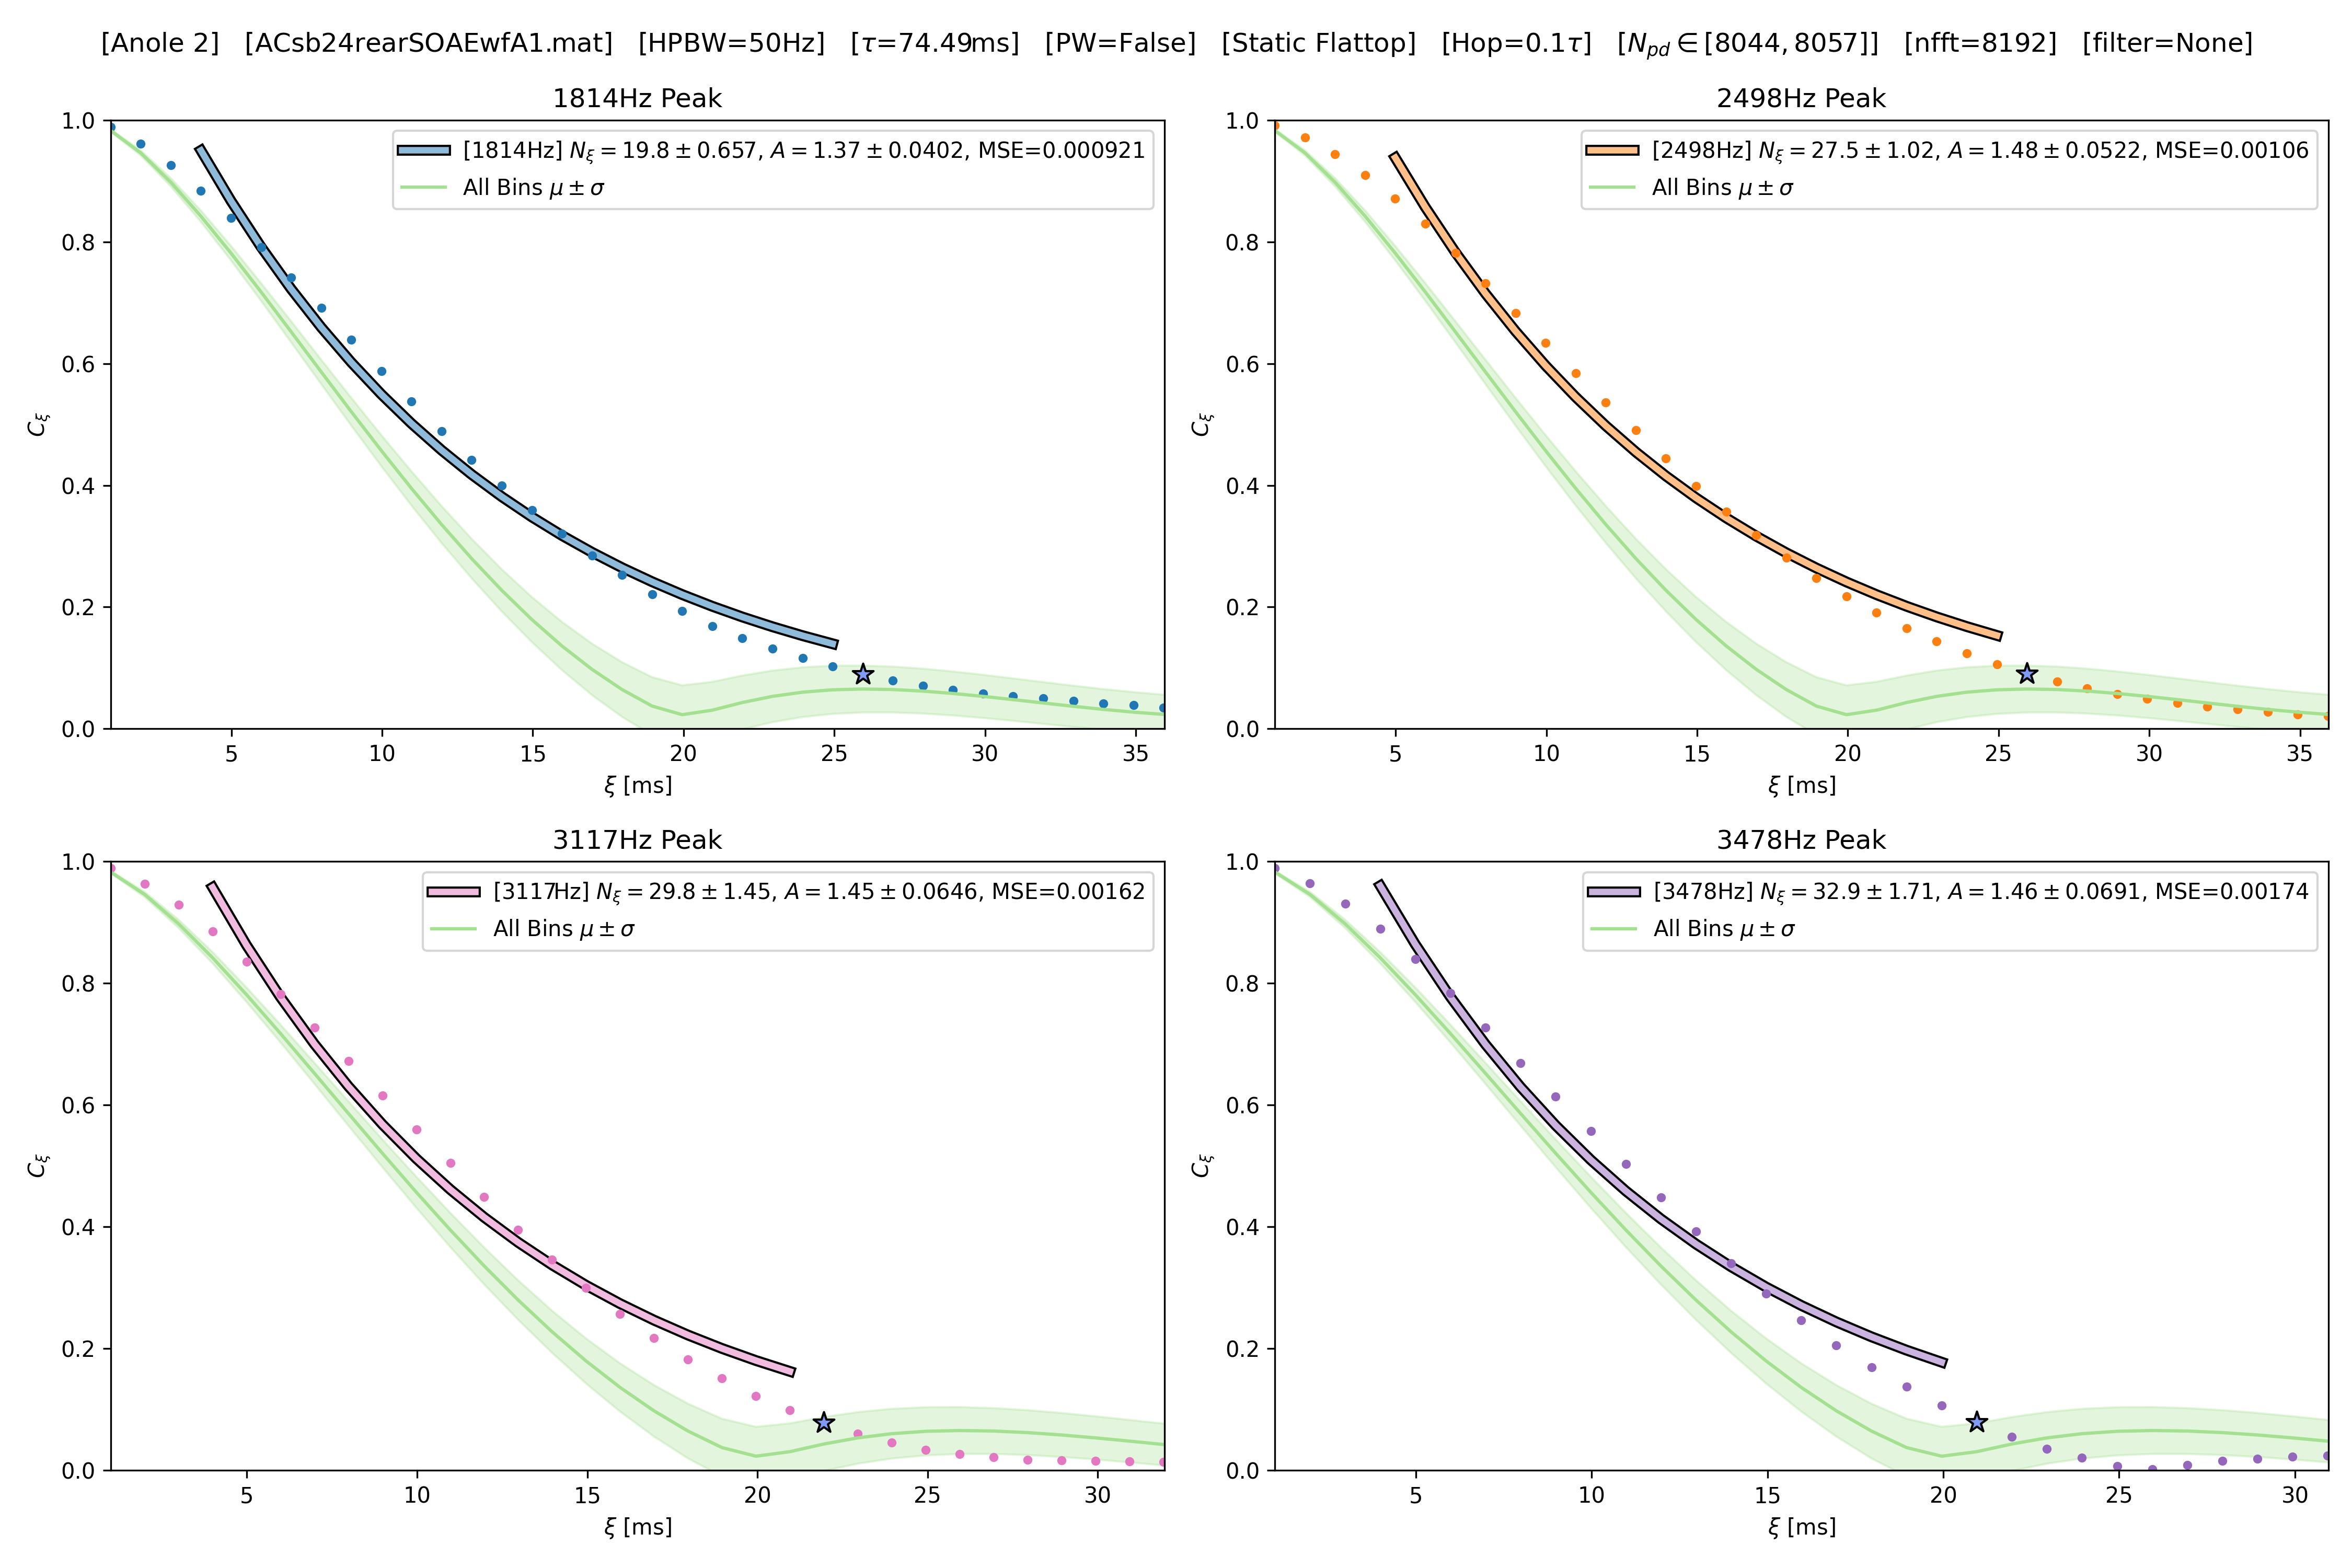 [Anole 2] [ACsb24rearSOAEwfA1.mat] [HPBW=50Hz] [τ=74.49ms] [PW=False] [Static Flattop] [Hop=0.1τ] [N_pd ∈ [8044, 8057]] [nfft=8192] [filter=None]
1814Hz Peak
[1814Hz] N_ξ = 19.8 ± 0.657, A = 1.37 ± 0.0402, MSE=0.000921
All Bins μ ± σ
1.0
0.8
0.6
0.4
0.2
0.0
C_ξ
5 10 15 20 25 30 35
ξ [ms]
2498Hz Peak
[2498Hz] N_ξ = 27.5 ± 1.02, A = 1.48 ± 0.0522, MSE=0.00106
All Bins μ ± σ
1.0
0.8
0.6
0.4
0.2
0.0
C_ξ
5 10 15 20 25 30 35
ξ [ms]
3117Hz Peak
[3117Hz] N_ξ = 29.8 ± 1.45, A = 1.45 ± 0.0646, MSE=0.00162
All Bins μ ± σ
1.0
0.8
0.6
0.4
0.2
0.0
C_ξ
5 10 15 20 25 30
ξ [ms]
3478Hz Peak
[3478Hz] N_ξ = 32.9 ± 1.71, A = 1.46 ± 0.0691, MSE=0.00174
All Bins μ ± σ
1.0
0.8
0.6
0.4
0.2
0.0
C_ξ
5 10 15 20 25 30
ξ [ms]